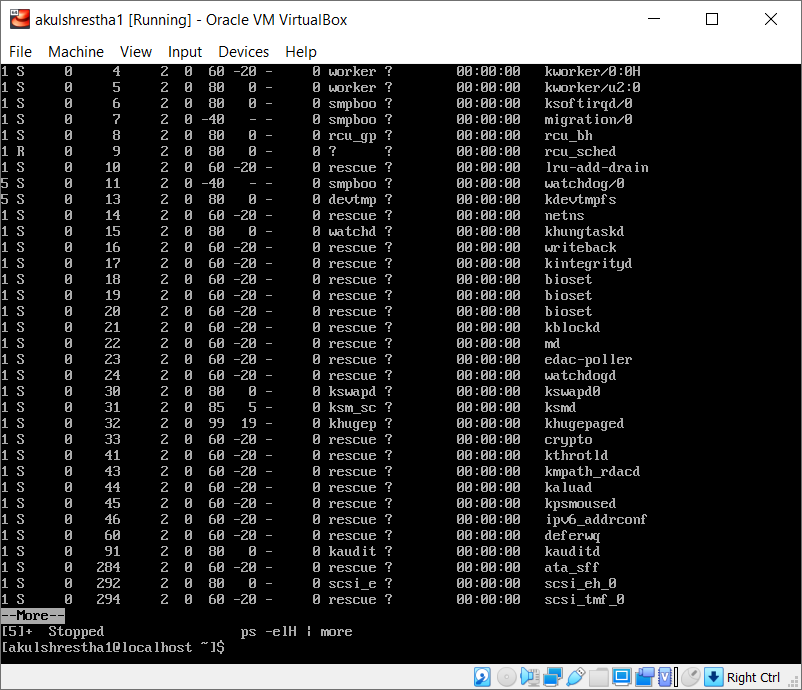 akulshrestha1 [Running] - Oracle VM VirtualBox
File Machine View Input Devices Help
1 S 0 4 2 0 60 -20 - 0 worker ? 00:00:00 kworker/0:0H
1 S 0 5 2 0 80 0 - 0 worker ? 00:00:00 kworker/u2:0
1 S 0 6 2 0 80 0 - 0 smpboo ? 00:00:00 ksoftirqd/0
1 S 0 7 2 0 -40 - - 0 smpboo ? 00:00:00 migration/0
1 S 0 8 2 0 80 0 - 0 rcu_gp ? 00:00:00 rcu_bh
1 R 0 9 2 0 80 0 - 0 ? ? 00:00:00 rcu_sched
1 S 0 10 2 0 60 -20 - 0 rescue ? 00:00:00 lru-add-drain
5 S 0 11 2 0 -40 - - 0 smpboo ? 00:00:00 watchdog/0
5 S 0 13 2 0 80 0 - 0 devtmp ? 00:00:00 kdevtmpfs
1 S 0 14 2 0 60 -20 - 0 rescue ? 00:00:00 netns
1 S 0 15 2 0 80 0 - 0 watchd ? 00:00:00 khungtaskd
1 S 0 16 2 0 60 -20 - 0 rescue ? 00:00:00 writeback
1 S 0 17 2 0 60 -20 - 0 rescue ? 00:00:00 kintegrityd
1 S 0 18 2 0 60 -20 - 0 rescue ? 00:00:00 bioset
1 S 0 19 2 0 60 -20 - 0 rescue ? 00:00:00 bioset
1 S 0 20 2 0 60 -20 - 0 rescue ? 00:00:00 bioset
1 S 0 21 2 0 60 -20 - 0 rescue ? 00:00:00 kblockd
1 S 0 22 2 0 60 -20 - 0 rescue ? 00:00:00 md
1 S 0 23 2 0 60 -20 - 0 rescue ? 00:00:00 edac-poller
1 S 0 24 2 0 60 -20 - 0 rescue ? 00:00:00 watchdogd
1 S 0 30 2 0 80 0 - 0 kswapd ? 00:00:00 kswapd0
1 S 0 31 2 0 85 5 - 0 ksm_sc ? 00:00:00 ksmd
1 S 0 32 2 0 99 19 - 0 khugep ? 00:00:00 khugepaged
1 S 0 33 2 0 60 -20 - 0 rescue ? 00:00:00 crypto
1 S 0 41 2 0 60 -20 - 0 rescue ? 00:00:00 kthrotld
1 S 0 43 2 0 60 -20 - 0 rescue ? 00:00:00 kmpath_rdacd
1 S 0 44 2 0 60 -20 - 0 rescue ? 00:00:00 kaluad
1 S 0 45 2 0 60 -20 - 0 rescue ? 00:00:00 kpsmoused
1 S 0 46 2 0 60 -20 - 0 rescue ? 00:00:00 ipv6_addrconf
1 S 0 60 2 0 60 -20 - 0 rescue ? 00:00:00 deferwq
1 S 0 91 2 0 80 0 - 0 kaudit ? 00:00:00 kauditd
1 S 0 284 2 0 60 -20 - 0 rescue ? 00:00:00 ata_sff
1 S 0 292 2 0 80 0 - 0 scsi_e ? 00:00:00 scsi_eh_0
1 S 0 294 2 0 60 -20 - 0 rescue ? 00:00:00 scsi_tmf_0
--More--
[5]+ Stopped ps -elH | more
[akulshrestha1@localhost ~]$
Right Ctrl